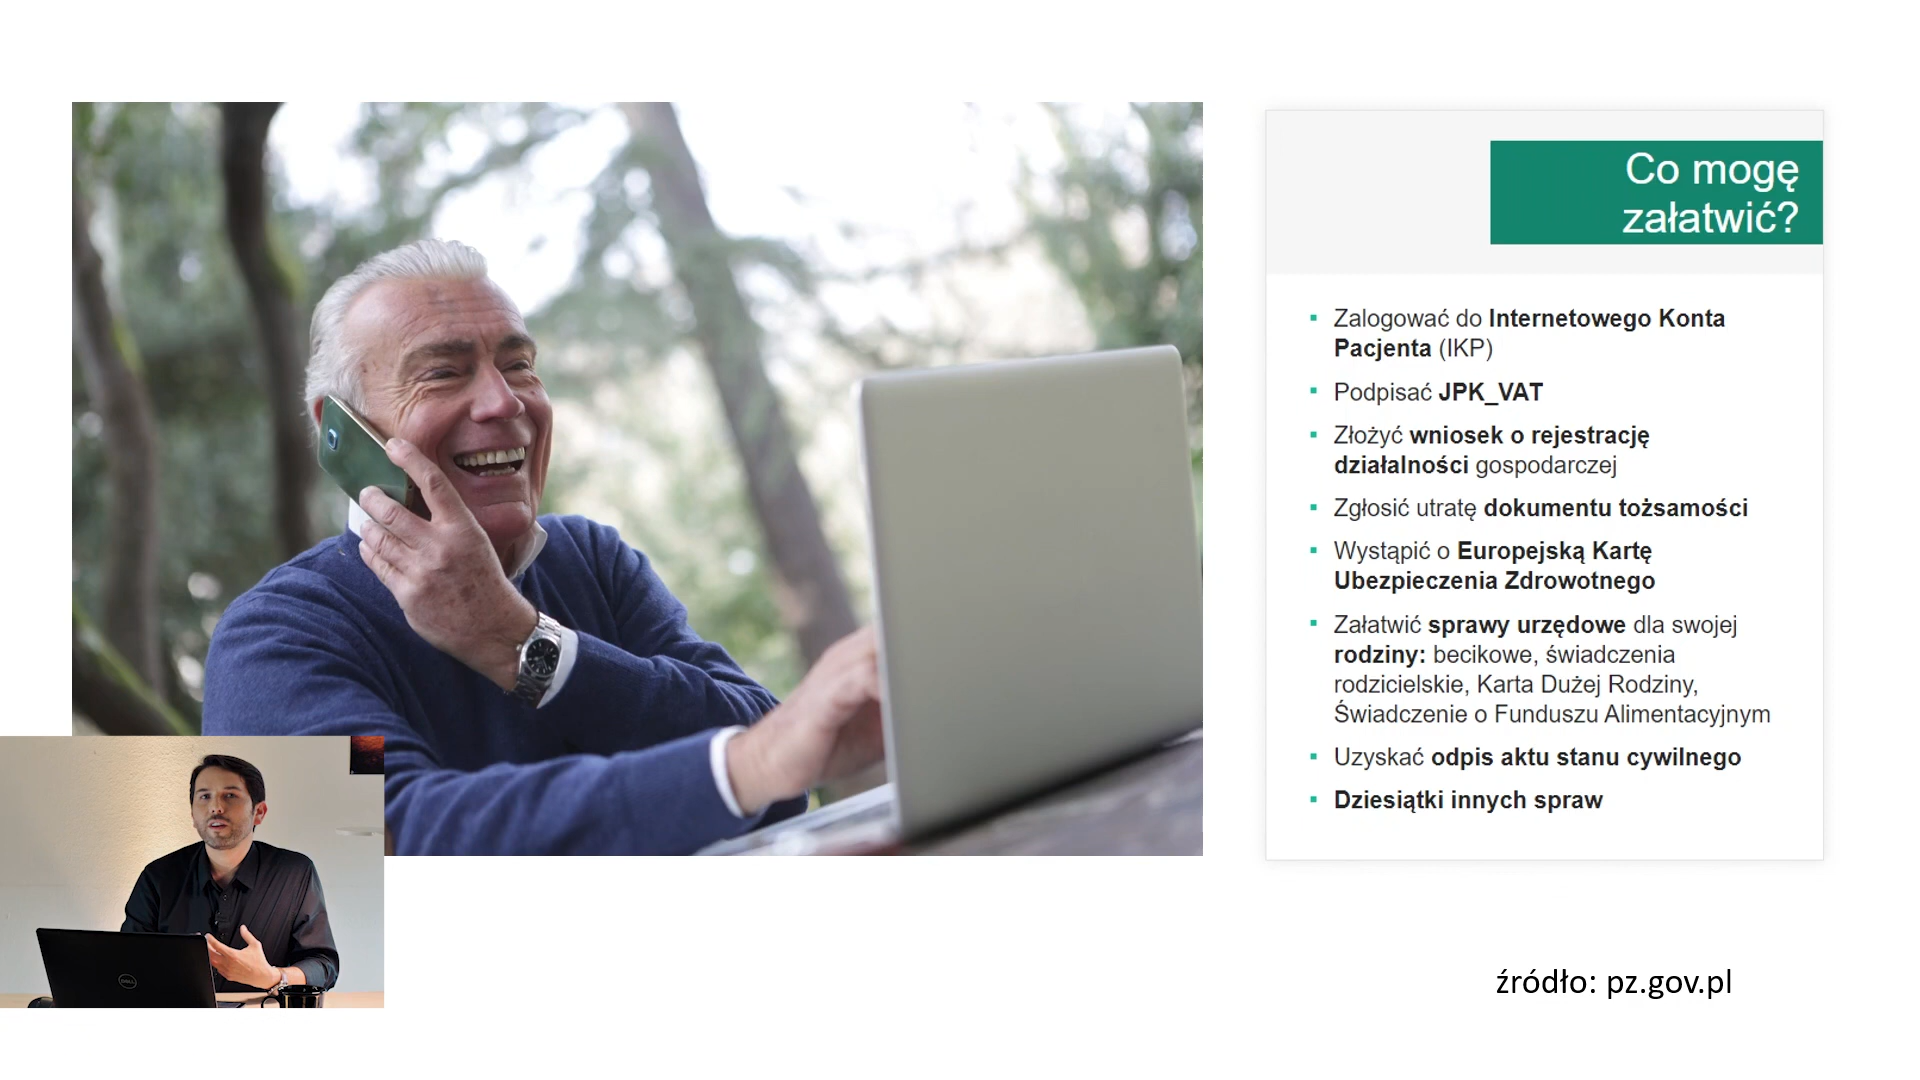 Co mogę
załatwić?
Zalogować do Internetowego Konta
Pacjenta (IKP)
Podpisać JPK_VAT
Złożyć wniosek o rejestrację
działalności gospodarczej
Zgłosić utratę dokumentu tożsamości
Wystąpić o Europejską Kartę
Ubezpieczenia Zdrowotnego
Załatwić sprawy urzędowe dla swojej
rodziny: becikowe, świadczenia
rodzicielskie, Karta Dużej Rodziny,
Świadczenie o Funduszu Alimentacyjnym
Uzyskać odpis aktu stanu cywilnego
Dziesiątki innych spraw
źródło: pz.gov.pl
DELL